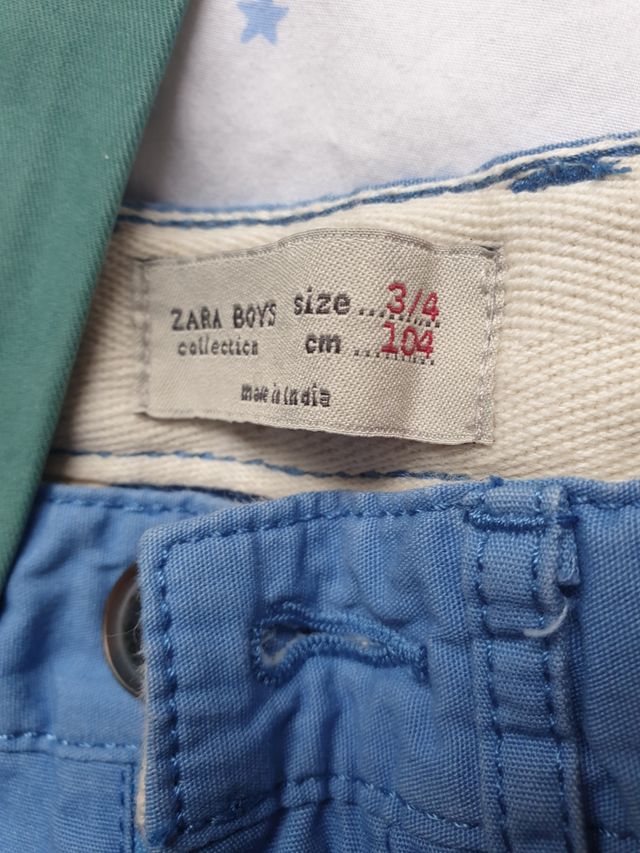 ZARA BOYS size ... 3/4
collection cm .... 104
made in India